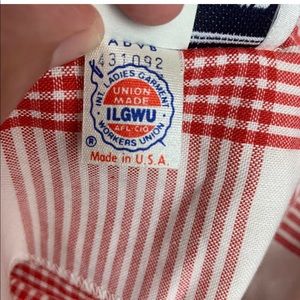 A B V B
431092
INT'L LADIES GARMENT
WORKERS UNION
UNION
MADE
ILGWU
AFL-CIO
®
Made in U.S.A.